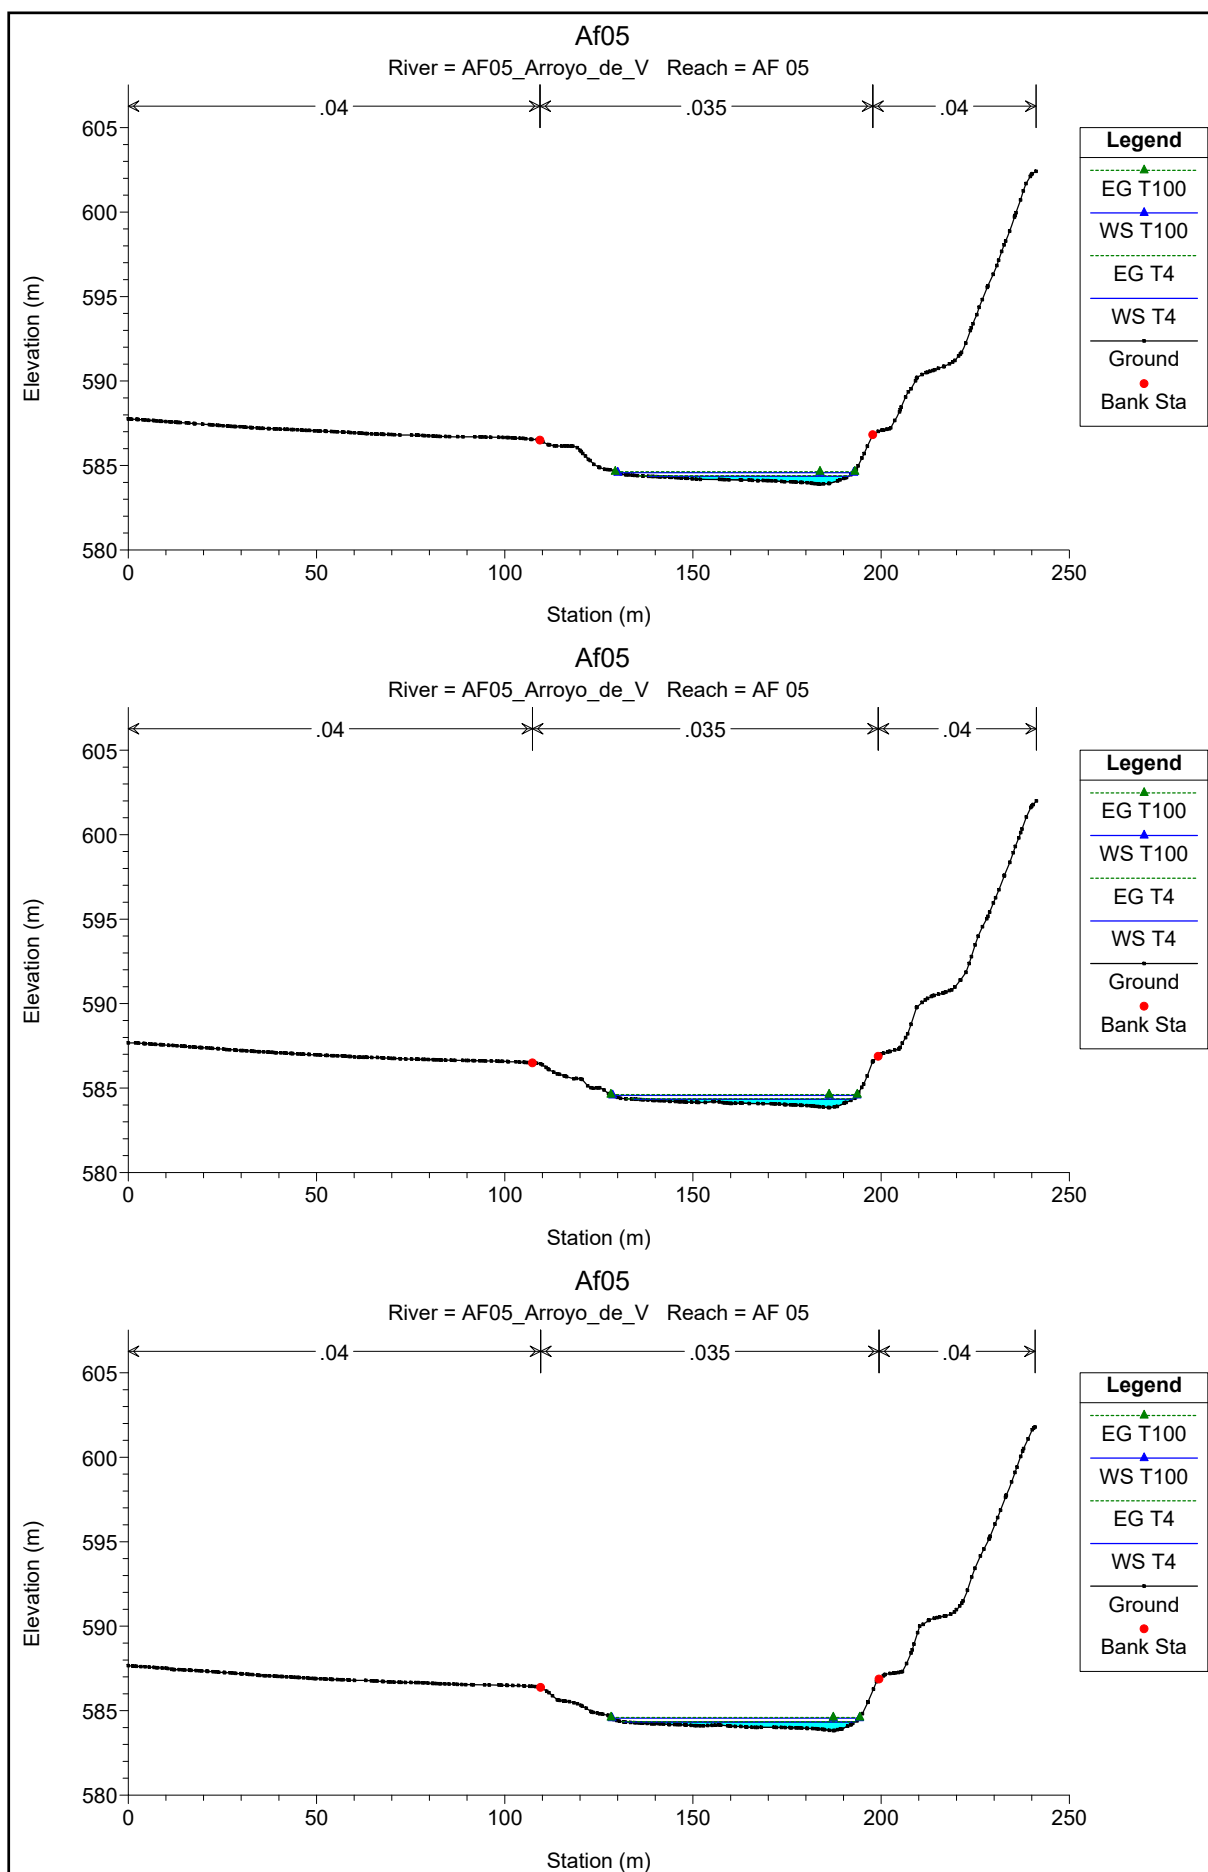 Af05
River = AF05_Arroyo_de_V   Reach = AF 05
.04 .035 .04
605
600
595
590
585
580
Elevation (m)
0 50 100 150 200 250
Station (m)
Legend
EG T100
WS T100
EG T4
WS T4
Ground
Bank Sta
Af05
River = AF05_Arroyo_de_V   Reach = AF 05
.04 .035 .04
605
600
595
590
585
580
Elevation (m)
0 50 100 150 200 250
Station (m)
Legend
EG T100
WS T100
EG T4
WS T4
Ground
Bank Sta
Af05
River = AF05_Arroyo_de_V   Reach = AF 05
.04 .035 .04
605
600
595
590
585
580
Elevation (m)
0 50 100 150 200 250
Station (m)
Legend
EG T100
WS T100
EG T4
WS T4
Ground
Bank Sta